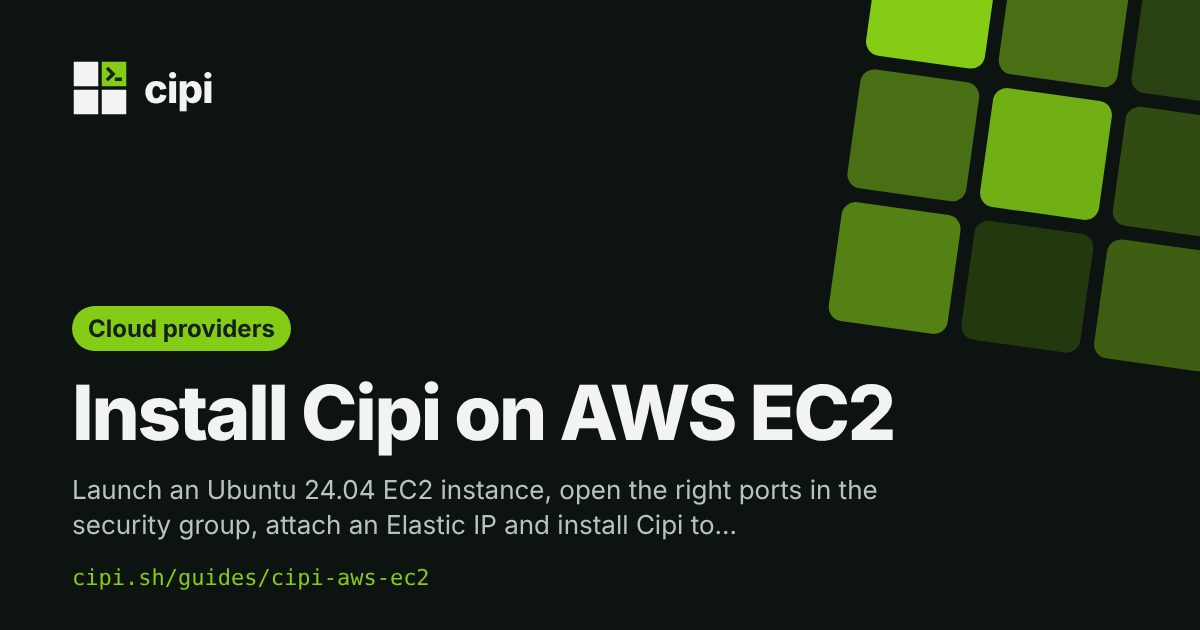 cipi
Cloud providers
Install Cipi on AWS EC2
Launch an Ubuntu 24.04 EC2 instance, open the right ports in the
security group, attach an Elastic IP and install Cipi to...
cipi.sh/guides/cipi-aws-ec2